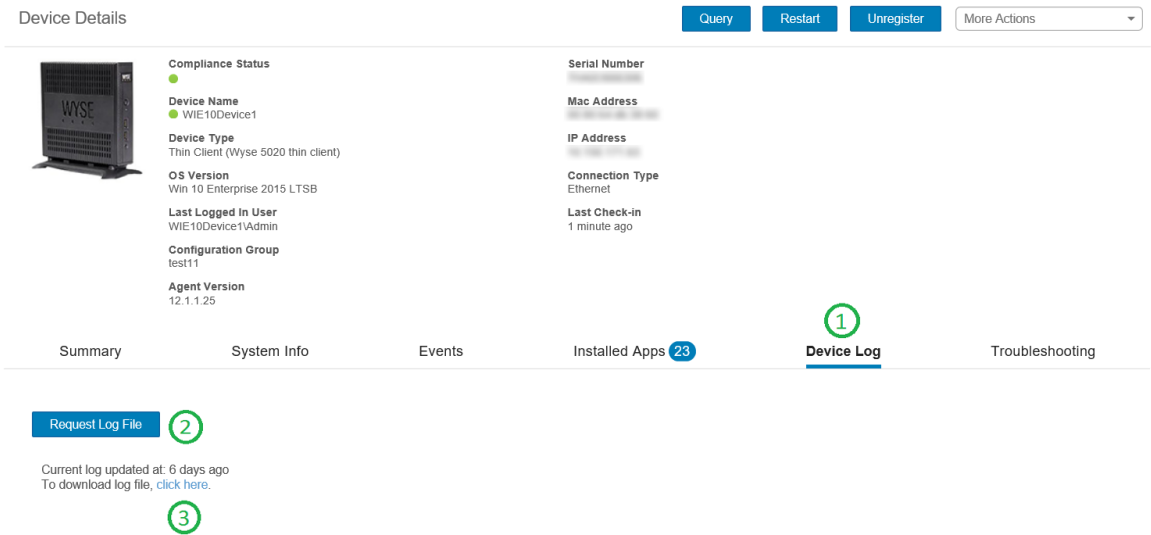 Device Details
Query
Restart
Unregister
More Actions
WYSE
Compliance Status
Device Name
WIE10Device1
Device Type
Thin Client (Wyse 5020 thin client)
OS Version
Win 10 Enterprise 2015 LTSB
Last Logged In User
WIE10Device1\Admin
Configuration Group
test11
Agent Version
12.1.1.25
Serial Number
Mac Address
IP Address
Connection Type
Ethernet
Last Check-in
1 minute ago
1
Summary
System Info
Events
Installed Apps 23
Device Log
Troubleshooting
Request Log File
2
Current log updated at: 6 days ago
To download log file, click here.
3